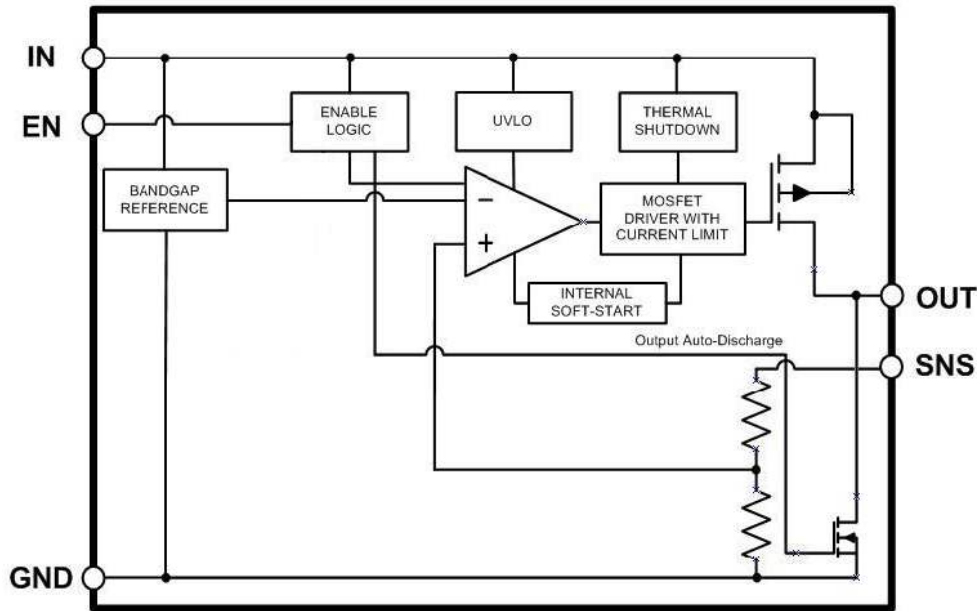 IN
EN
ENABLE
LOGIC
UVLO
THERMAL
SHUTDOWN
BANDGAP
REFERENCE
−
+
MOSFET
DRIVER WITH
CURRENT LIMIT
INTERNAL
SOFT-START
OUT
Output Auto-Discharge
SNS
GND